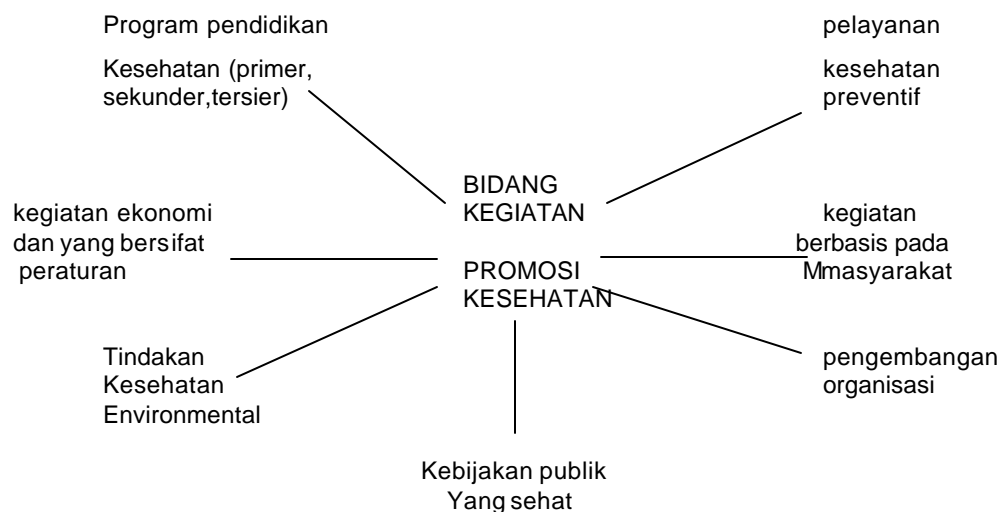 Program pendidikan
Kesehatan (primer,
sekunder,tersier)
pelayanan
kesehatan
preventif
BIDANG
KEGIATAN
PROMOSI
KESEHATAN
kegiatan ekonomi
dan yang bersifat
peraturan
kegiatan
berbasis pada
Mmasyarakat
Tindakan
Kesehatan
Environmental
pengembangan
organisasi
Kebijakan publik
Yang sehat